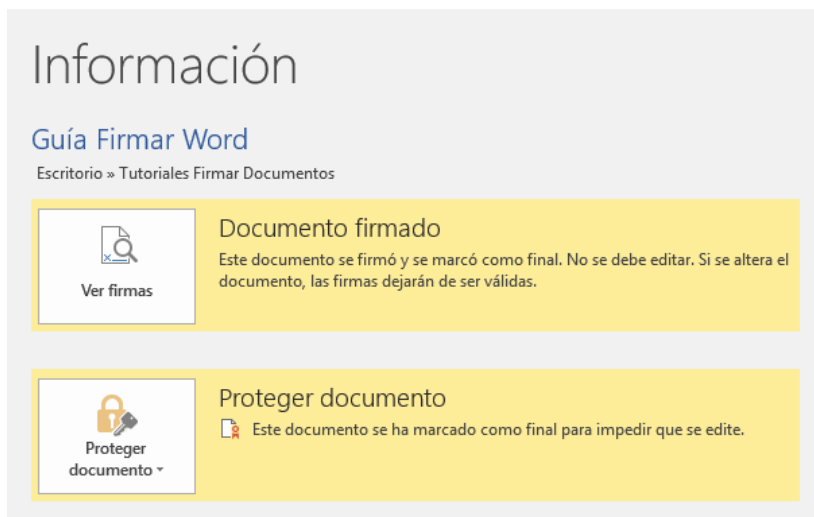 Información
Guía Firmar Word
Escritorio » Tutoriales Firmar Documentos
Ver firmas
Documento firmado
Este documento se firmó y se marcó como final. No se debe editar. Si se altera el
documento, las firmas dejarán de ser válidas.
Proteger
documento
Proteger documento
Este documento se ha marcado como final para impedir que se edite.